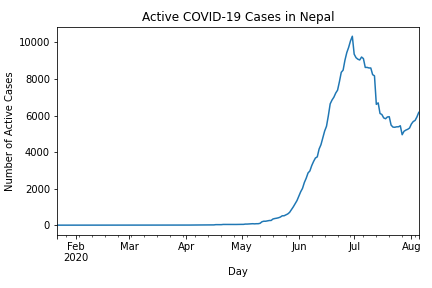 Active COVID-19 Cases in Nepal
Number of Active Cases
10000
8000
6000
4000
2000
0
Feb Mar Apr May Jun Jul Aug
2020
Day